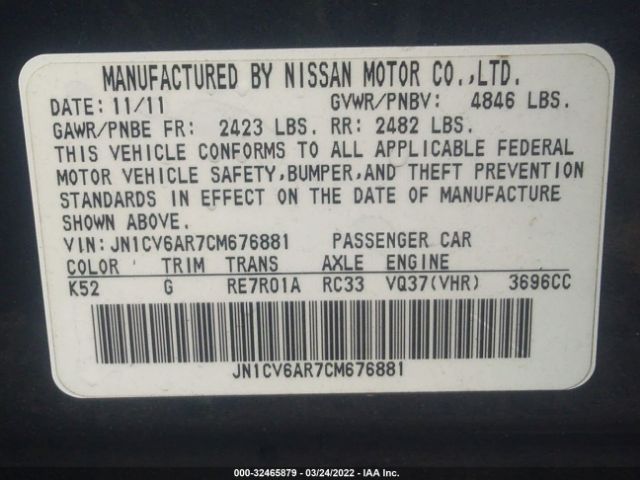 MANUFACTURED BY NISSAN MOTOR CO.,LTD.
DATE: 11/11 GVWR/PNBV: 4846 LBS.
GAWR/PNBE FR: 2423 LBS. RR: 2482 LBS.
THIS VEHICLE CONFORMS TO ALL APPLICABLE FEDERAL
MOTOR VEHICLE SAFETY,BUMPER,AND THEFT PREVENTION
STANDARDS IN EFFECT ON THE DATE OF MANUFACTURE
SHOWN ABOVE.
VIN: JN1CV6AR7CM676881 PASSENGER CAR
COLOR TRIM TRANS AXLE ENGINE
K52 G RE7R01A RC33 VQ37(VHR) 3696CC
JN1CV6AR7CM676881
000-32465879 - 03/24/2022 - IAAI.COM